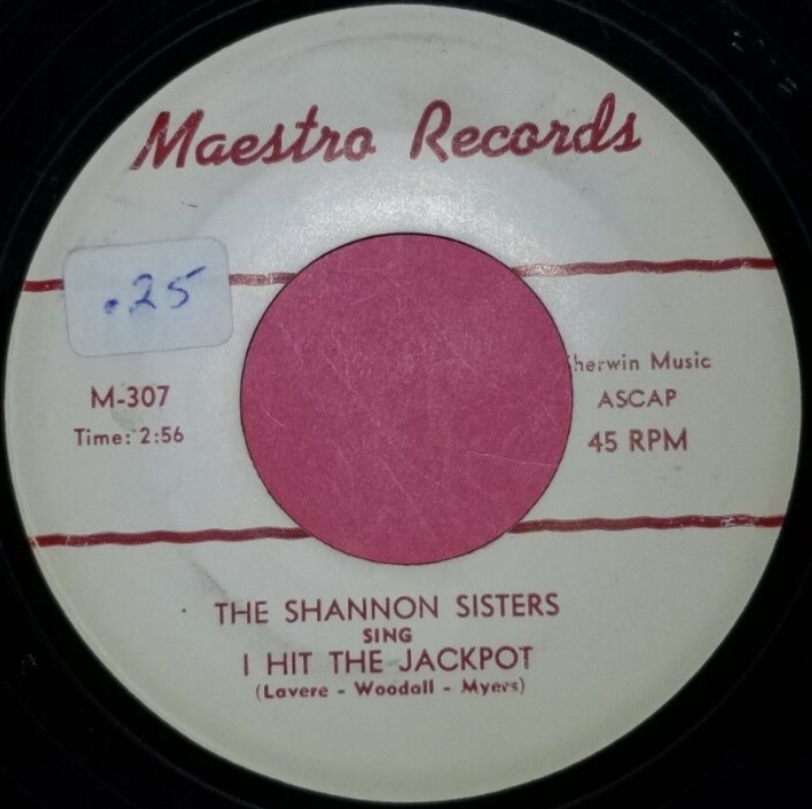 Maestro Records
.25
M-307
Time: 2:56
Music
ASCAP
45 RPM
THE SHANNON SISTERS
SING
I HIT THE JACKPOT
(Lavere - Woodall - Myers)